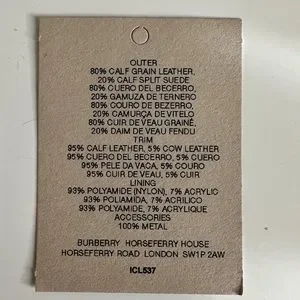 OUTER
80% CALF GRAIN LEATHER,
20% CALF SPLIT SUEDE
80% CUERO DEL BECERRO,
20% GAMUZA DE TERNERO
80% COURO DE BEZERRO,
20% CAMURÇA DE VITELO
80% CUIR DE VEAU GRAINÉ,
20% DAIM DE VEAU FENDU
TRIM
95% CALF LEATHER, 5% COW LEATHER
95% CUERO DEL BECERRO, 5% CUERO
95% PELE DA VACA, 5% COURO
95% CUIR DE VEAU, 5% CUIR
LINING
93% POLYAMIDE (NYLON), 7% ACRYLIC
93% POLIAMIDA, 7% ACRILICO
93% POLYAMIDE, 7% ACRYLIQUE
ACCESSORIES
100% METAL
BURBERRY HORSEFERRY HOUSE
HORSEFERRY ROAD LONDON SW1P 2AW
ICL537